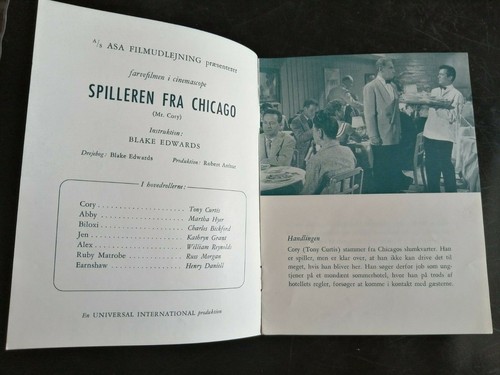 A/S ASA FILMUDLEJNING præsenterer
farvefilmen i cinemascope
SPILLEREN FRA CHICAGO
(Mr. Cory)
Instruktion:
BLAKE EDWARDS
Drejebog: Blake Edwards Produktion: Robert Arthur
I hovedrollerne:
Cory Tony Curtis
Abby Martha Hyer
Biloxi Charles Bickford
Jen Kathryn Grant
Alex William Reynolds
Ruby Matrobe Russ Morgan
Earnshaw Henry Daniell
En UNIVERSAL INTERNATIONAL produktion
Handlingen
Cory (Tony Curtis) stammer fra Chicagos slumkvarter. Han
er spiller, men er klar over, at han ikke kan drive det til
meget, hvis han bliver her. Han søger derfor job som
tjener på et mondænt sommerhotel, hvor han på trods af
hotellets regler, forsøger at komme i kontakt med gæsterne.